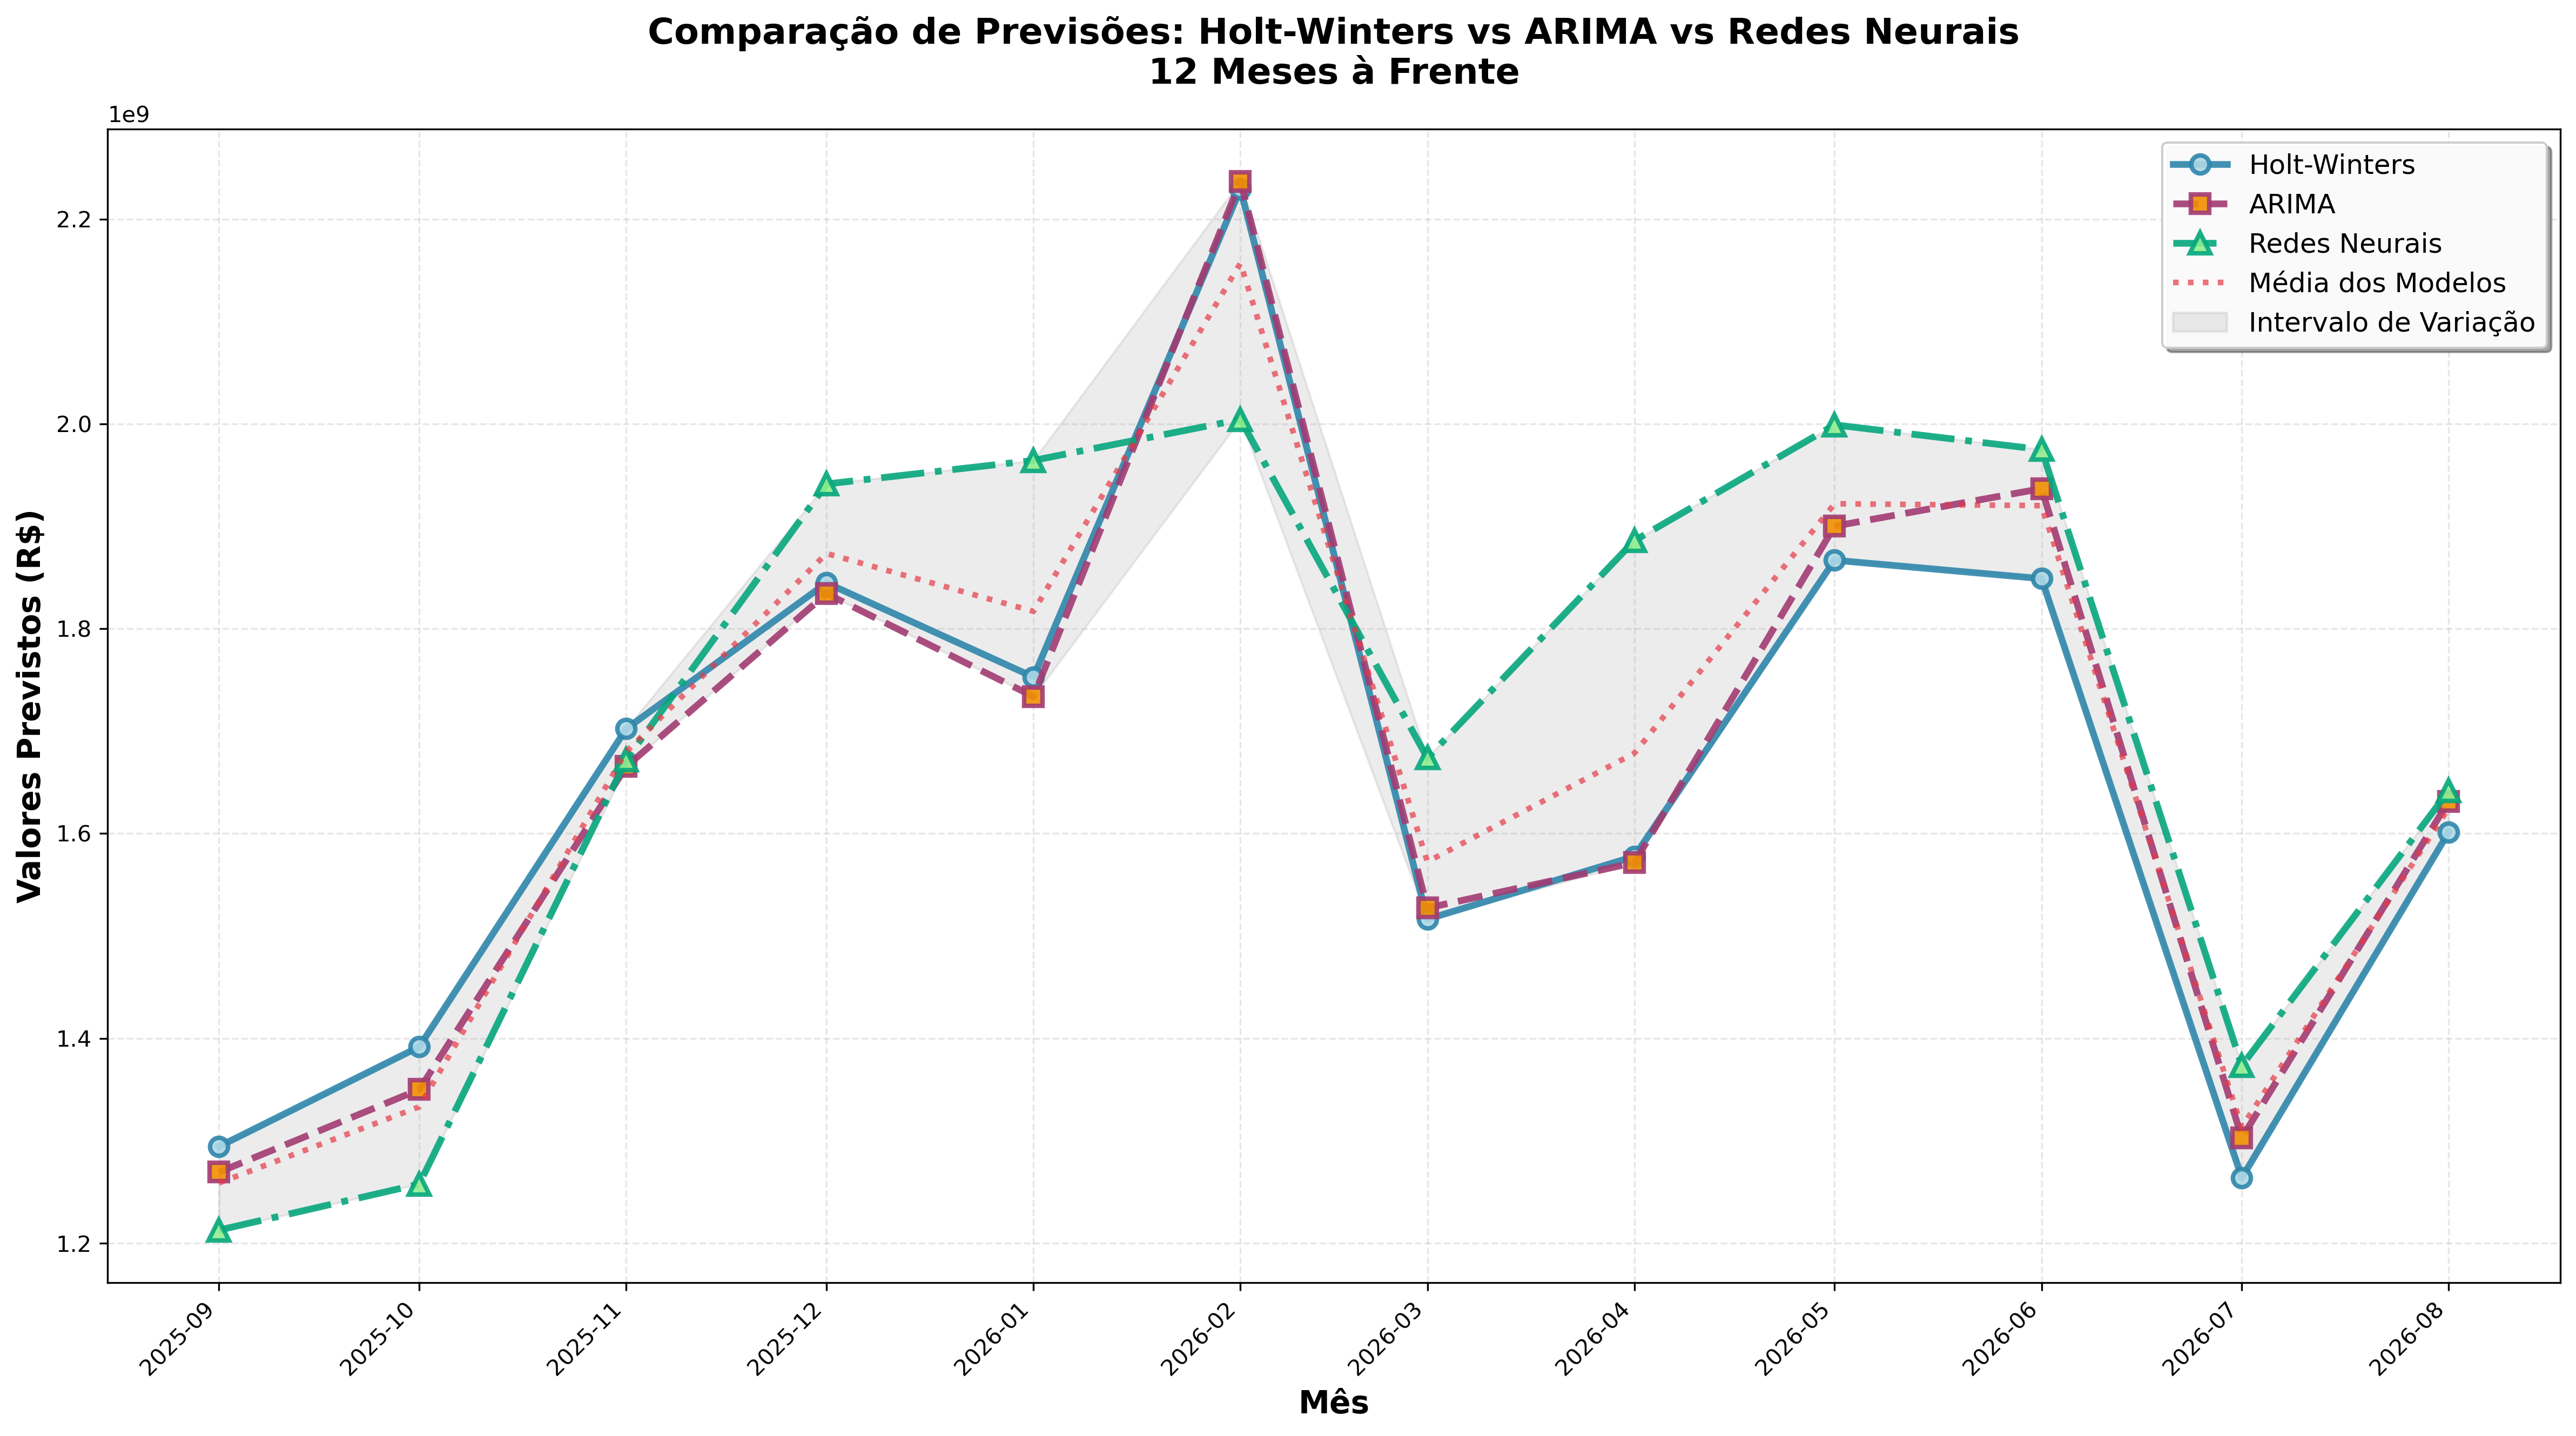 Comparação de Previsões: Holt-Winters vs ARIMA vs Redes Neurais
12 Meses à Frente
1e9
Holt-Winters
ARIMA
Redes Neurais
Média dos Modelos
Intervalo de Variação
2.2
2.0
1.8
1.6
1.4
1.2
Valores Previstos (R$)
2025-09
2025-10
2025-11
2025-12
2026-01
2026-02
2026-03
2026-04
2026-05
2026-06
2026-07
2026-08
Mês